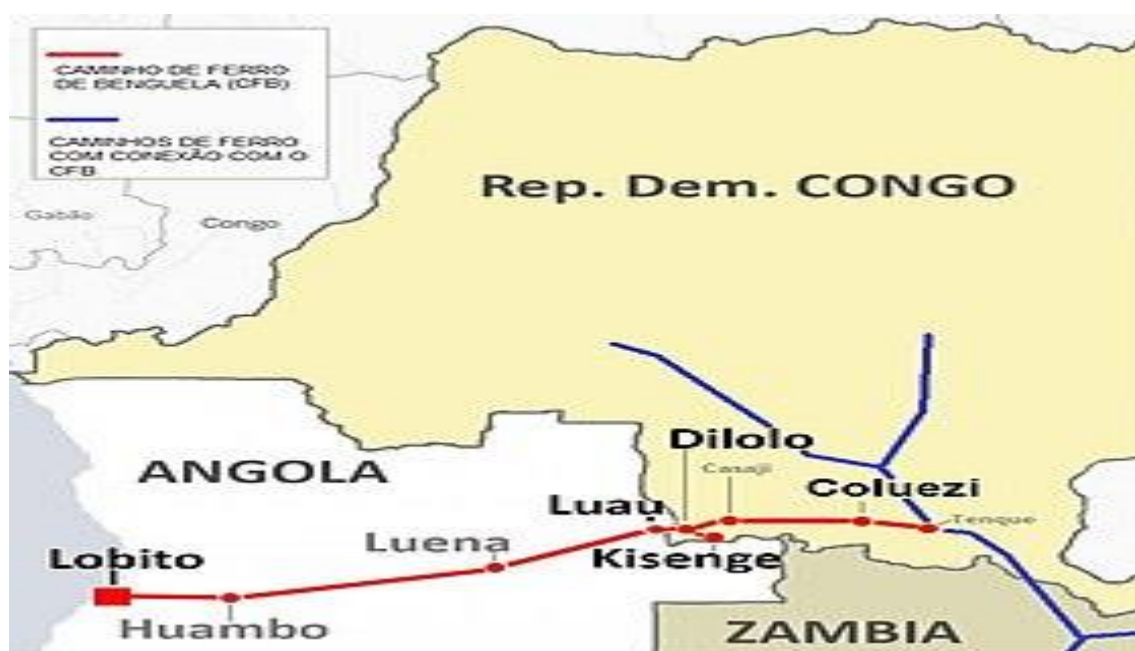 CAMINHO DE FERRO
DE BENGUELA (CFB)
CAMINHOS DE FERRO
COM CONEXÃO COM O
CFB
Rep. Dem. CONGO
Gabão
Congo
Dilolo
ANGOLA
Casaji
Coluezi
Luau
Tenque
Luena
Kisenge
Lobito
Huambo
ZAMBIA